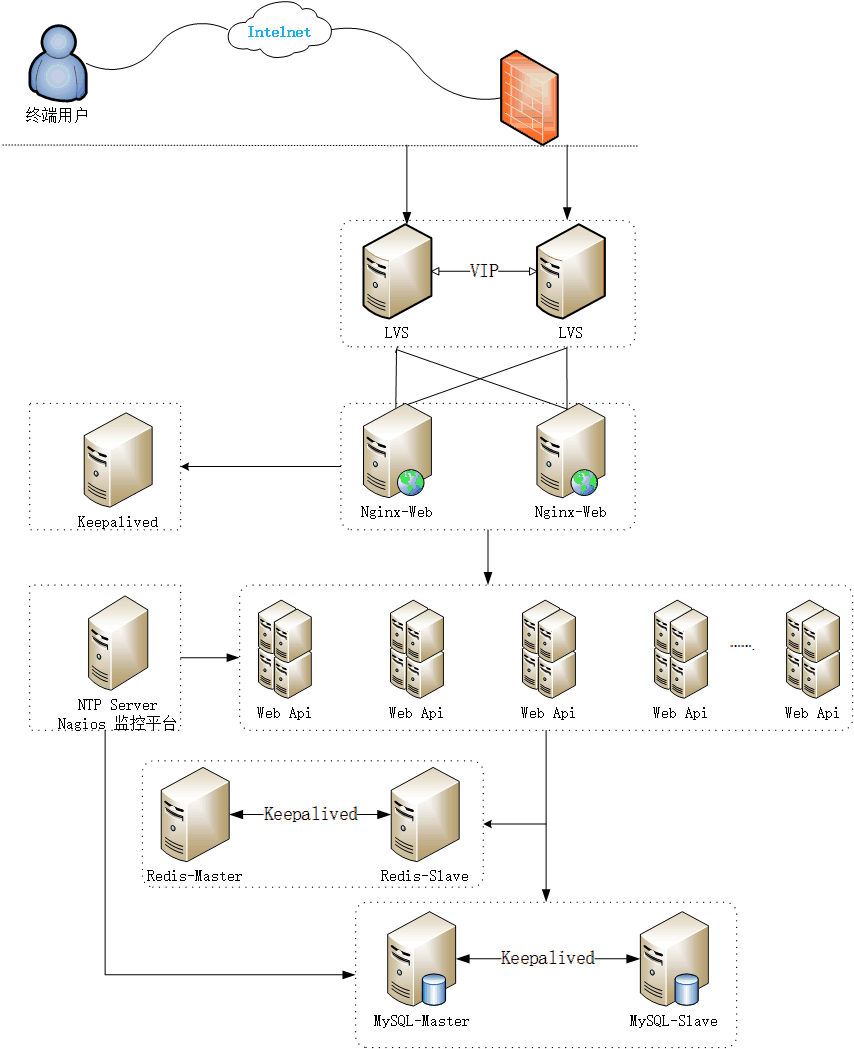 Intelnet
终端用户
VIP
LVS
LVS
Nginx-Web
Nginx-Web
Keepalived
NTP Server
Nagios 监控平台
Web Api
Web Api
Web Api
Web Api
.......
Web Api
Keepalived
Redis-Master
Redis-Slave
Keepalived
MySQL-Master
MySQL-Slave